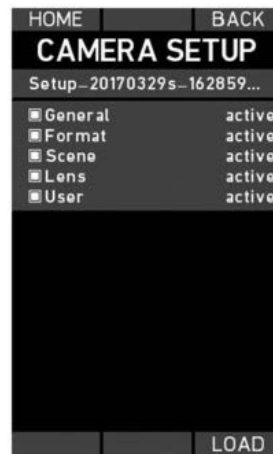 HOME BACK
CAMERA SETUP
Setup-20170329s-162859...
General active
Format active
Scene active
Lens active
User active
LOAD